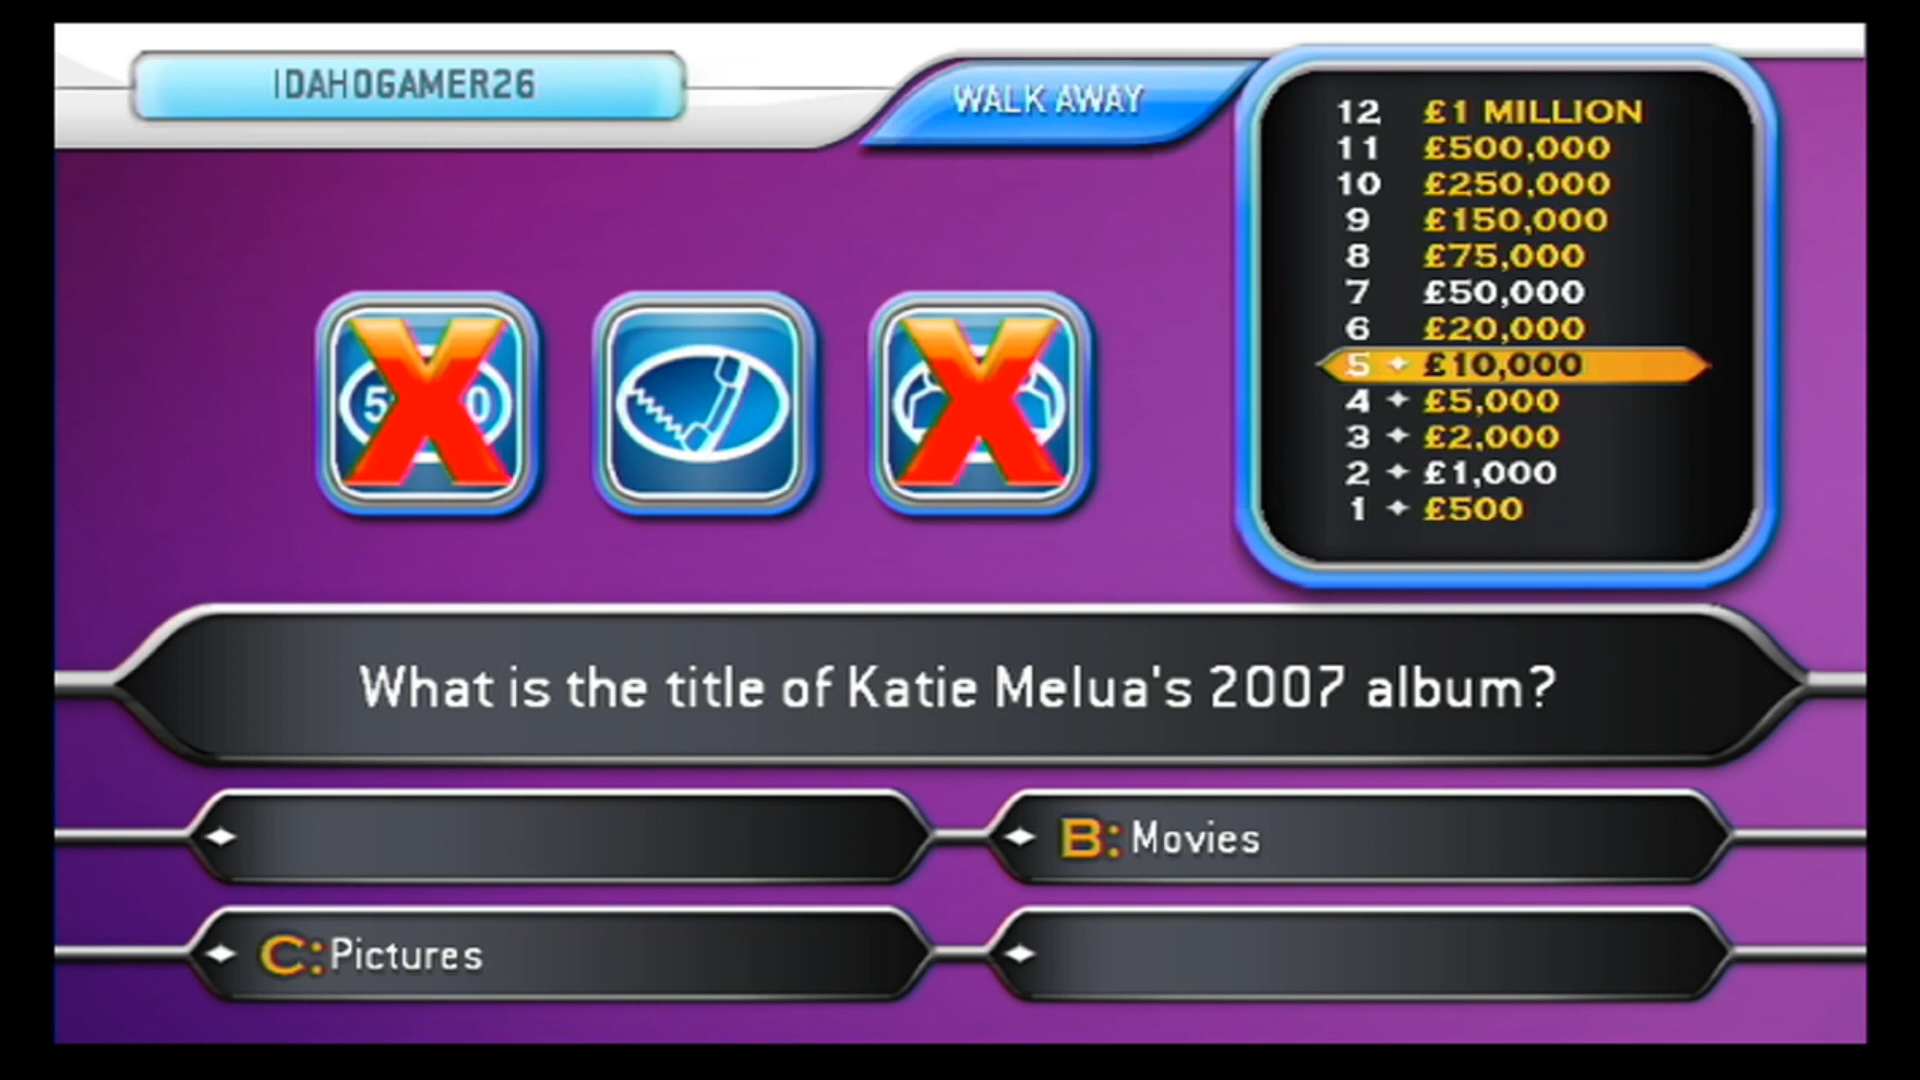 IDAHOGAMER26
WALK AWAY
12 £1 MILLION
11 £500,000
10 £250,000
9 £150,000
8 £75,000
7 £50,000
6 £20,000
5 £10,000
4 £5,000
3 £2,000
2 £1,000
1 £500
5 0
What is the title of Katie Melua's 2007 album?
B: Movies
C: Pictures